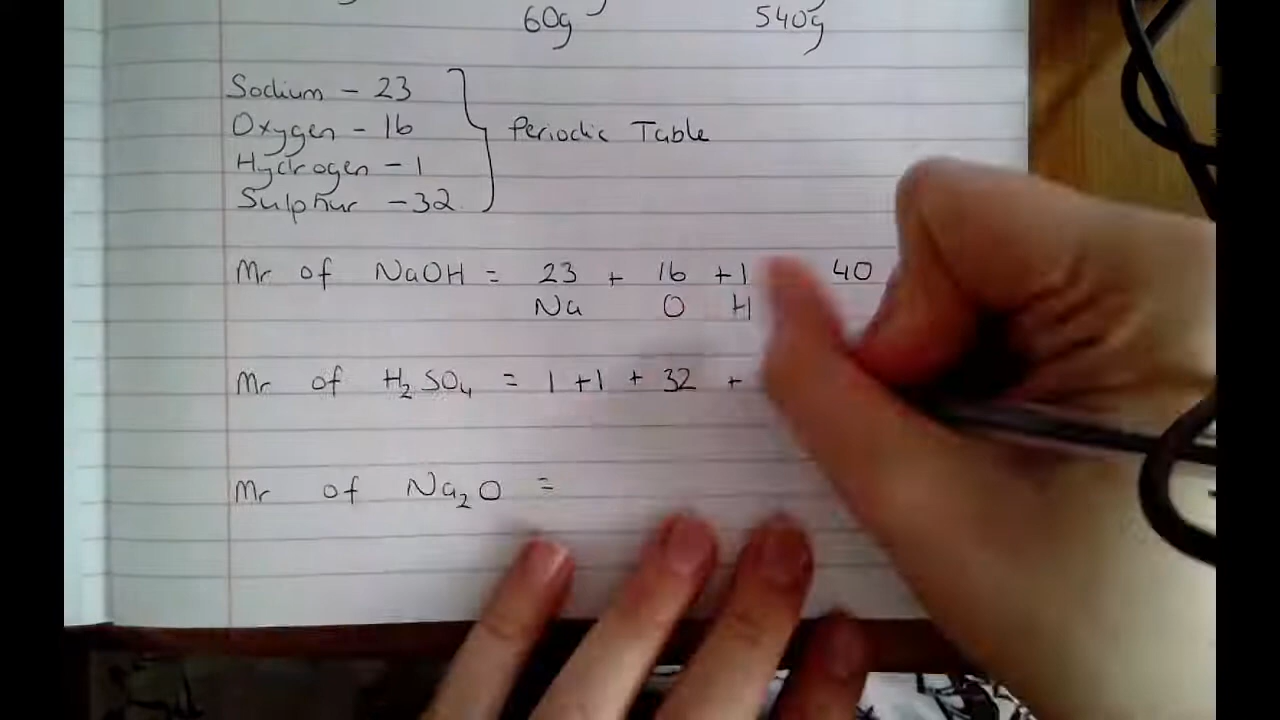 60g 540g
Sodium - 23
Oxygen - 16
Hydrogen - 1
Sulphur - 32
Periodic Table
Mr of NaOH = 23 + 16 + 1 40
Na O H
Mr of H₂SO₄ = 1 + 1 + 32 +
Mr of Na₂O =